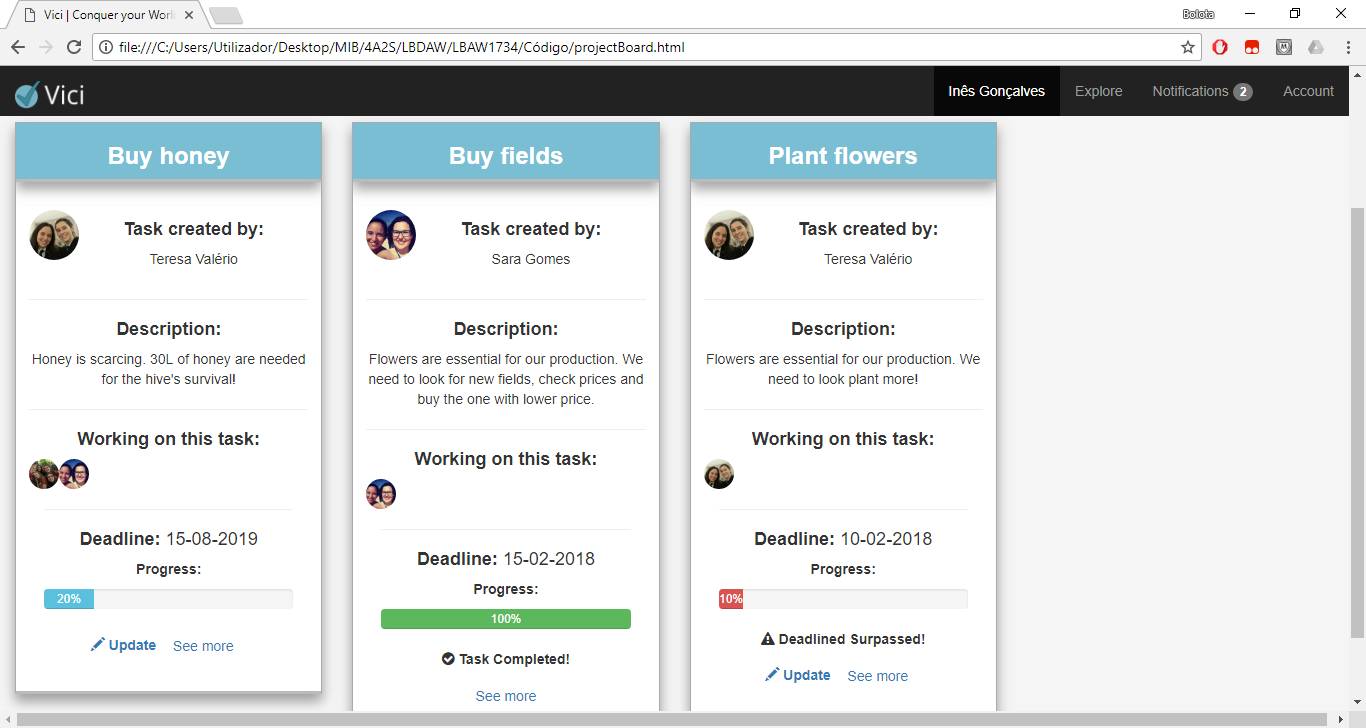 Vici | Conquer your Worl
Bolota
file:///C:/Users/Utilizador/Desktop/MIB/4A2S/LBDAW/LBAW1734/Código/projectBoard.html
Vici
Inês Gonçalves
Explore
Notifications 2
Account
Buy honey
Task created by:
Teresa Valério
Description:
Honey is scarcing. 30L of honey are needed
for the hive's survival!
Working on this task:
Deadline: 15-08-2019
Progress:
20%
Update See more
Buy fields
Task created by:
Sara Gomes
Description:
Flowers are essential for our production. We
need to look for new fields, check prices and
buy the one with lower price.
Working on this task:
Deadline: 15-02-2018
Progress:
100%
Task Completed!
See more
Plant flowers
Task created by:
Teresa Valério
Description:
Flowers are essential for our production. We
need to look plant more!
Working on this task:
Deadline: 10-02-2018
Progress:
10%
Deadlined Surpassed!
Update See more